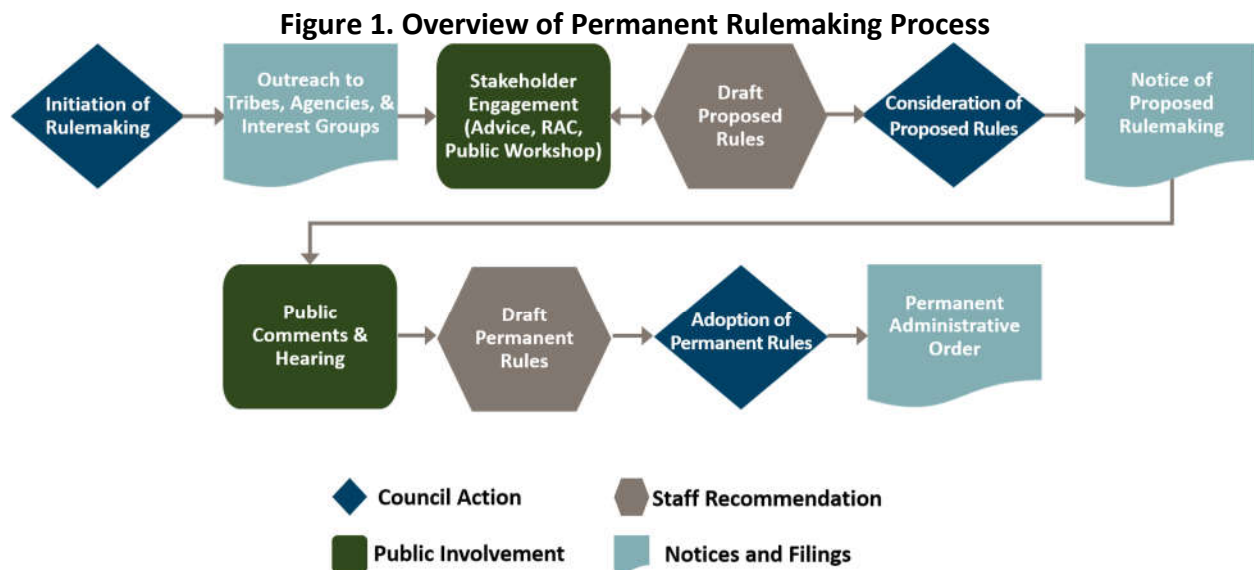 Figure 1. Overview of Permanent Rulemaking Process
Initiation of
Rulemaking
Outreach to
Tribes, Agencies, &
Interest Groups
Stakeholder
Engagement
(Advice, RAC,
Public Workshop)
Draft
Proposed
Rules
Consideration of
Proposed Rules
Notice of
Proposed
Rulemaking
Public
Comments &
Hearing
Draft
Permanent
Rules
Adoption of
Permanent Rules
Permanent
Administrative
Order
Council Action
Staff Recommendation
Public Involvement
Notices and Filings